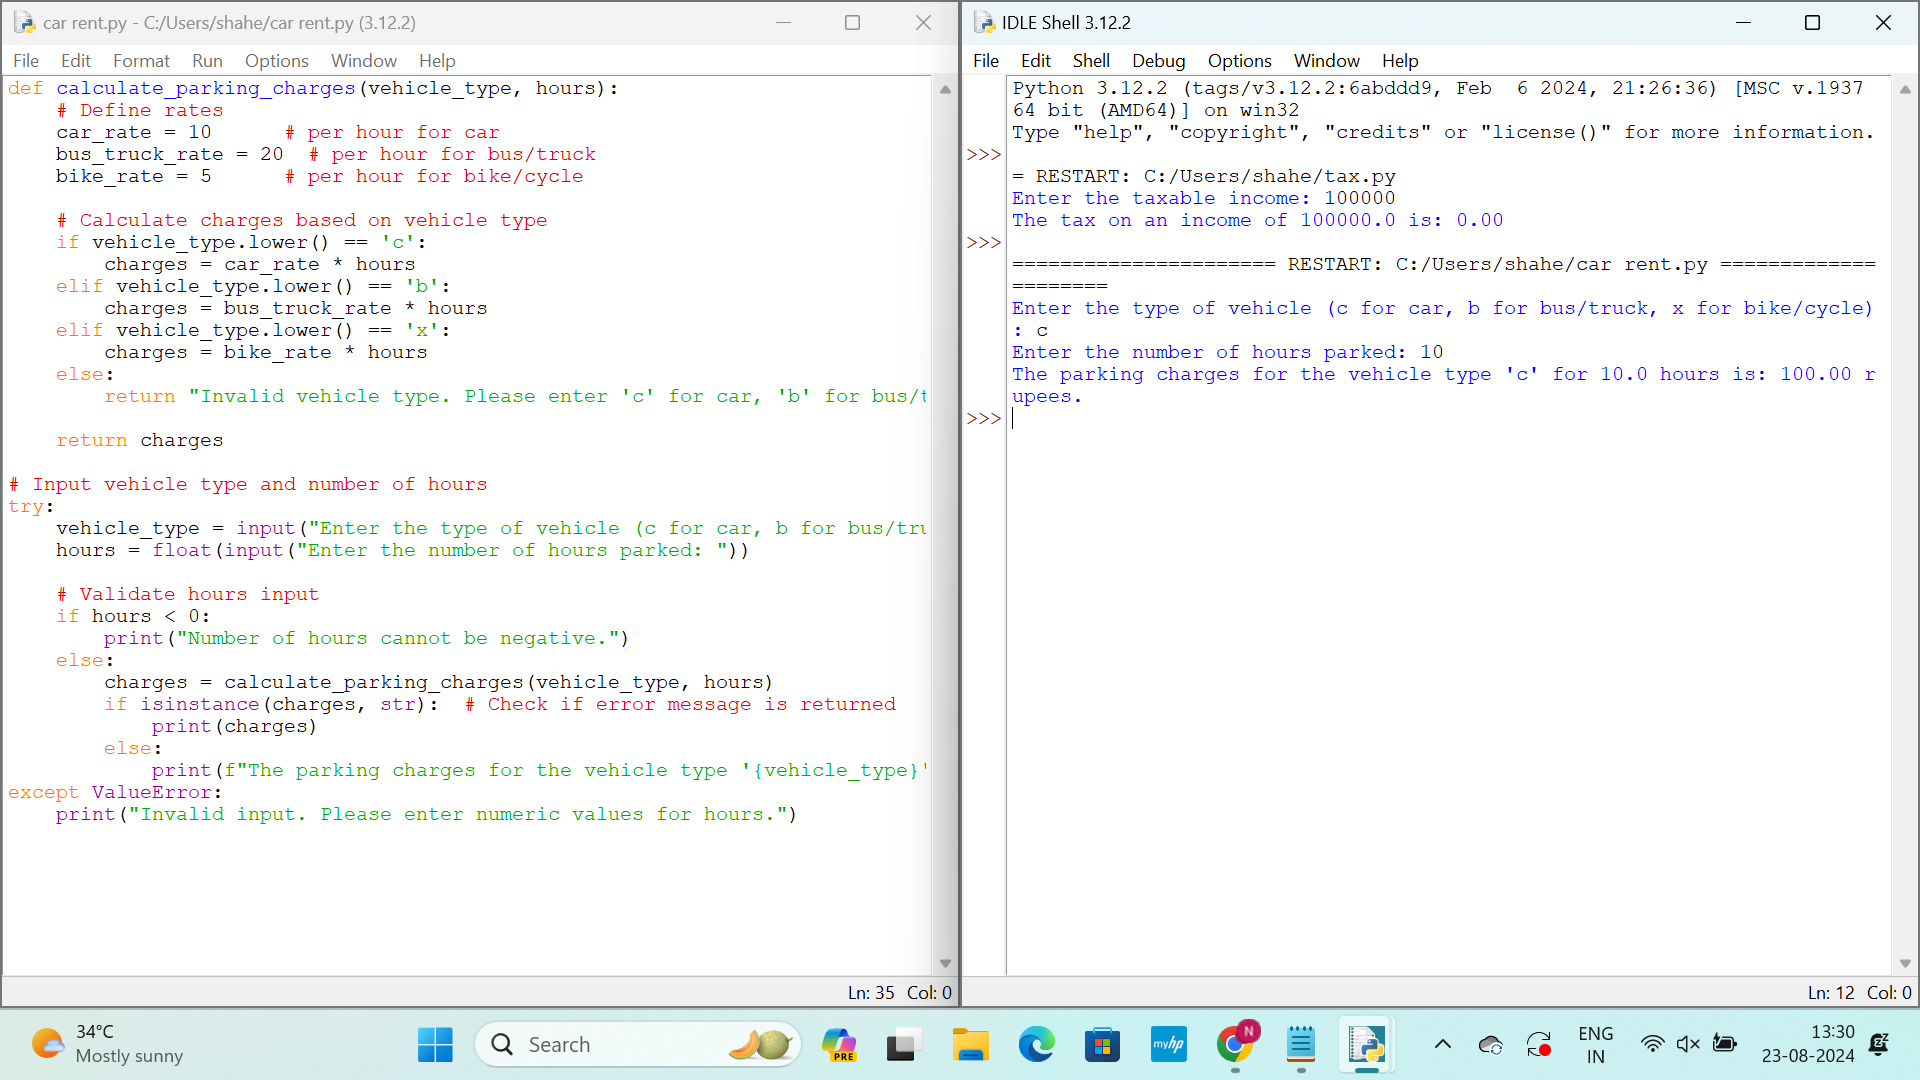 car rent.py - C:/Users/shahe/car rent.py (3.12.2)
File Edit Format Run Options Window Help
def calculate_parking_charges(vehicle_type, hours):
    # Define rates
    car_rate = 10      # per hour for car
    bus_truck_rate = 20  # per hour for bus/truck
    bike_rate = 5      # per hour for bike/cycle

    # Calculate charges based on vehicle type
    if vehicle_type.lower() == 'c':
        charges = car_rate * hours
    elif vehicle_type.lower() == 'b':
        charges = bus_truck_rate * hours
    elif vehicle_type.lower() == 'x':
        charges = bike_rate * hours
    else:
        return "Invalid vehicle type. Please enter 'c' for car, 'b' for bus/t

    return charges

# Input vehicle type and number of hours
try:
    vehicle_type = input("Enter the type of vehicle (c for car, b for bus/tru
    hours = float(input("Enter the number of hours parked: "))

    # Validate hours input
    if hours < 0:
        print("Number of hours cannot be negative.")
    else:
        charges = calculate_parking_charges(vehicle_type, hours)
        if isinstance(charges, str):  # Check if error message is returned
            print(charges)
        else:
            print(f"The parking charges for the vehicle type '{vehicle_type}'
except ValueError:
    print("Invalid input. Please enter numeric values for hours.")
Ln: 35 Col: 0
IDLE Shell 3.12.2
File Edit Shell Debug Options Window Help
Python 3.12.2 (tags/v3.12.2:6abddd9, Feb  6 2024, 21:26:36) [MSC v.1937
64 bit (AMD64)] on win32
Type "help", "copyright", "credits" or "license()" for more information.
>>>
= RESTART: C:/Users/shahe/tax.py
Enter the taxable income: 100000
The tax on an income of 100000.0 is: 0.00
>>>
====================== RESTART: C:/Users/shahe/car rent.py =============
========
Enter the type of vehicle (c for car, b for bus/truck, x for bike/cycle)
: c
Enter the number of hours parked: 10
The parking charges for the vehicle type 'c' for 10.0 hours is: 100.00 r
upees.
>>>
Ln: 12 Col: 0
34°C
Mostly sunny
Search
PRE
myhp
N
ENG
IN
13:30
23-08-2024